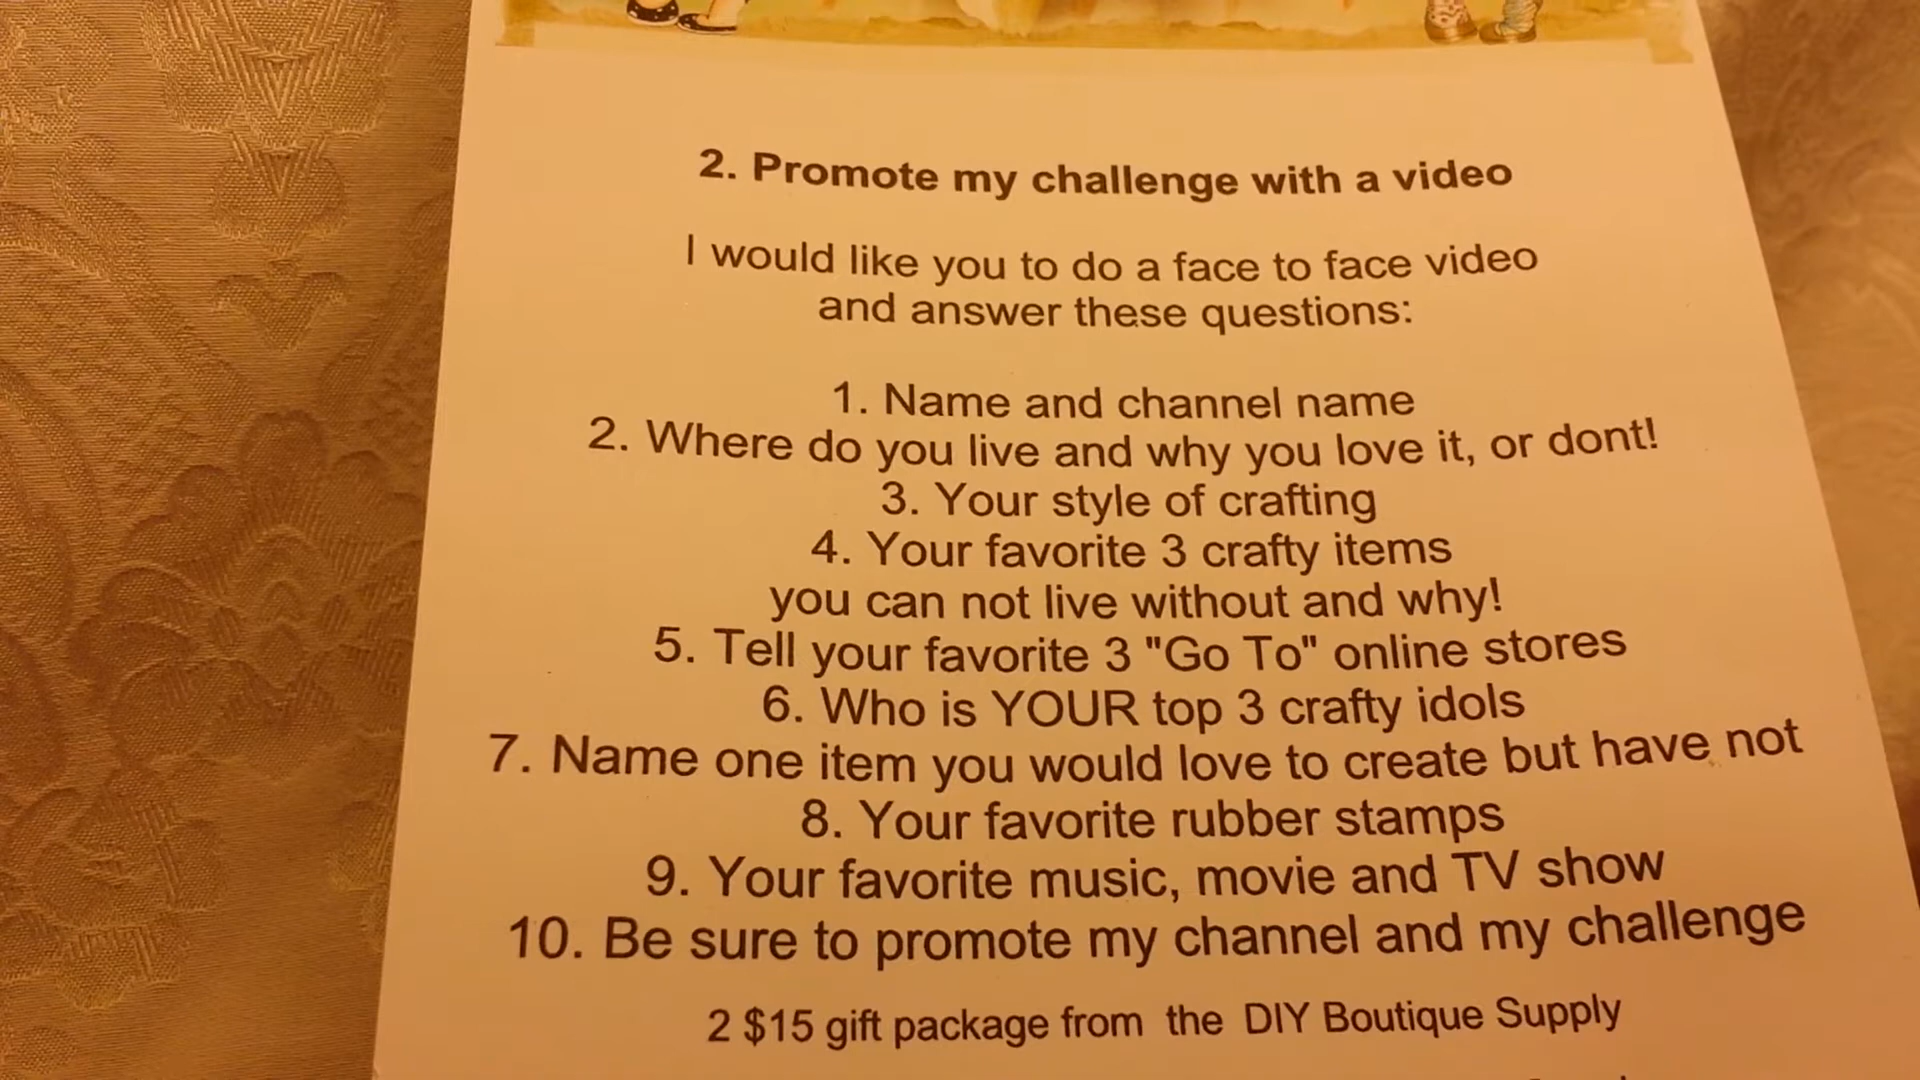 2. Promote my challenge with a video
I would like you to do a face to face video
and answer these questions:
1. Name and channel name
2. Where do you live and why you love it, or dont!
3. Your style of crafting
4. Your favorite 3 crafty items
you can not live without and why!
5. Tell your favorite 3 "Go To" online stores
6. Who is YOUR top 3 crafty idols
7. Name one item you would love to create but have not
8. Your favorite rubber stamps
9. Your favorite music, movie and TV show
10. Be sure to promote my channel and my challenge
2 $15 gift package from the DIY Boutique Supply